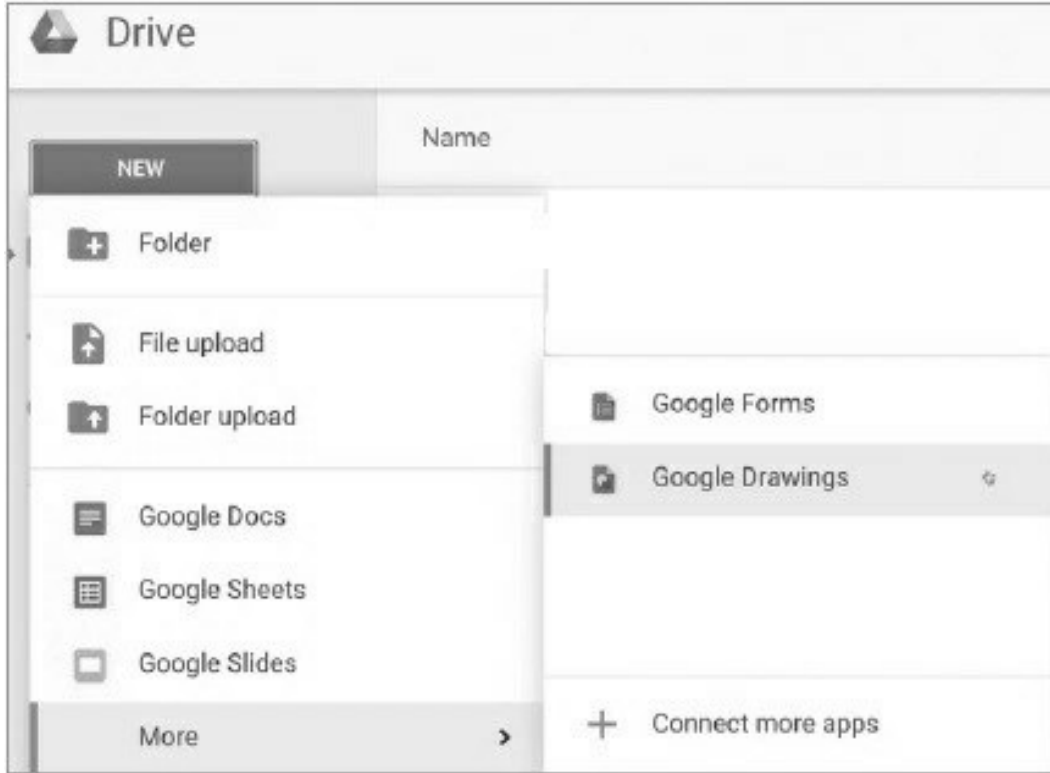 Drive
NEW
Name
Folder
File upload
Folder upload
Google Docs
Google Sheets
Google Slides
More
Google Forms
Google Drawings
Connect more apps